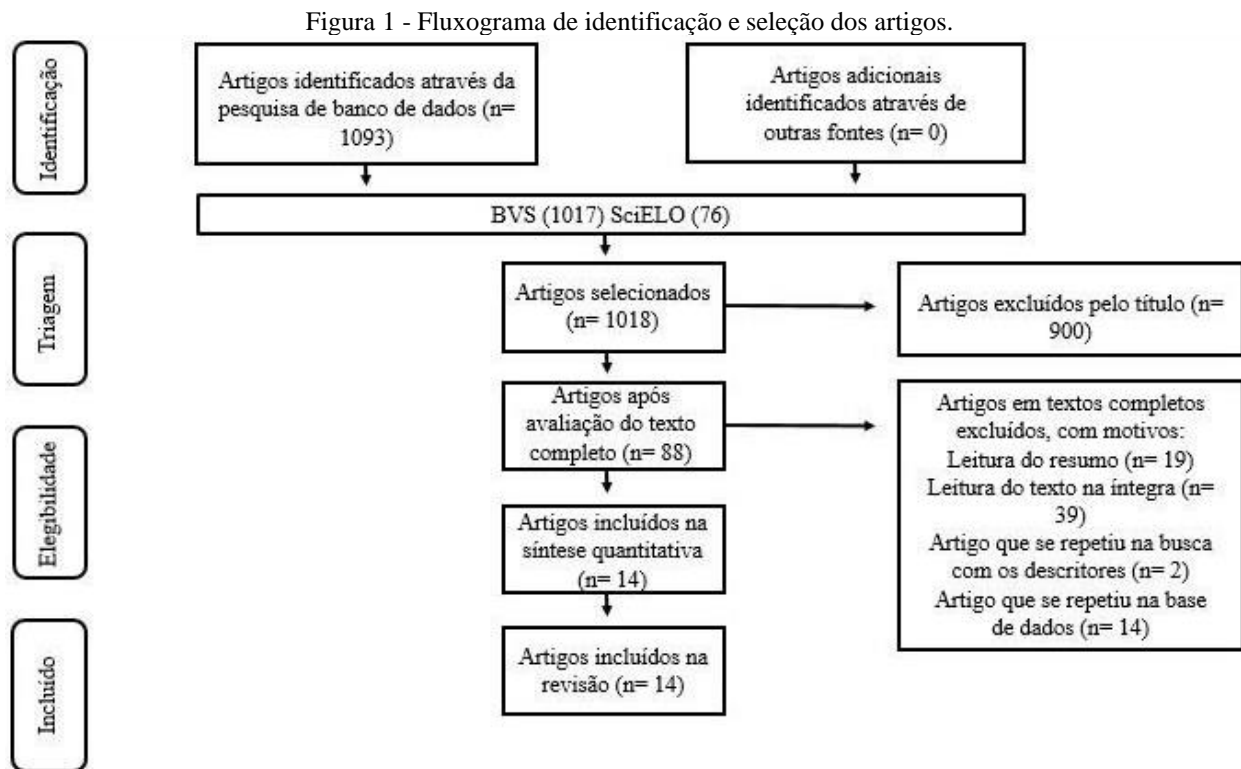 Figura 1 - Fluxograma de identificação e seleção dos artigos.
Identificação
Artigos identificados através da
pesquisa de banco de dados (n=
1093)
Artigos adicionais
identificados através de
outras fontes (n= 0)
BVS (1017) SciELO (76)
Triagem
Artigos selecionados
(n= 1018)
Artigos excluídos pelo título (n=
900)
Elegibilidade
Artigos após
avaliação do texto
completo (n= 88)
Artigos em textos completos
excluídos, com motivos:
Leitura do resumo (n= 19)
Leitura do texto na íntegra (n=
39)
Artigo que se repetiu na busca
com os descritores (n= 2)
Artigo que se repetiu na base
de dados (n= 14)
Artigos incluídos na
síntese quantitativa
(n= 14)
Incluído
Artigos incluídos na
revisão (n= 14)